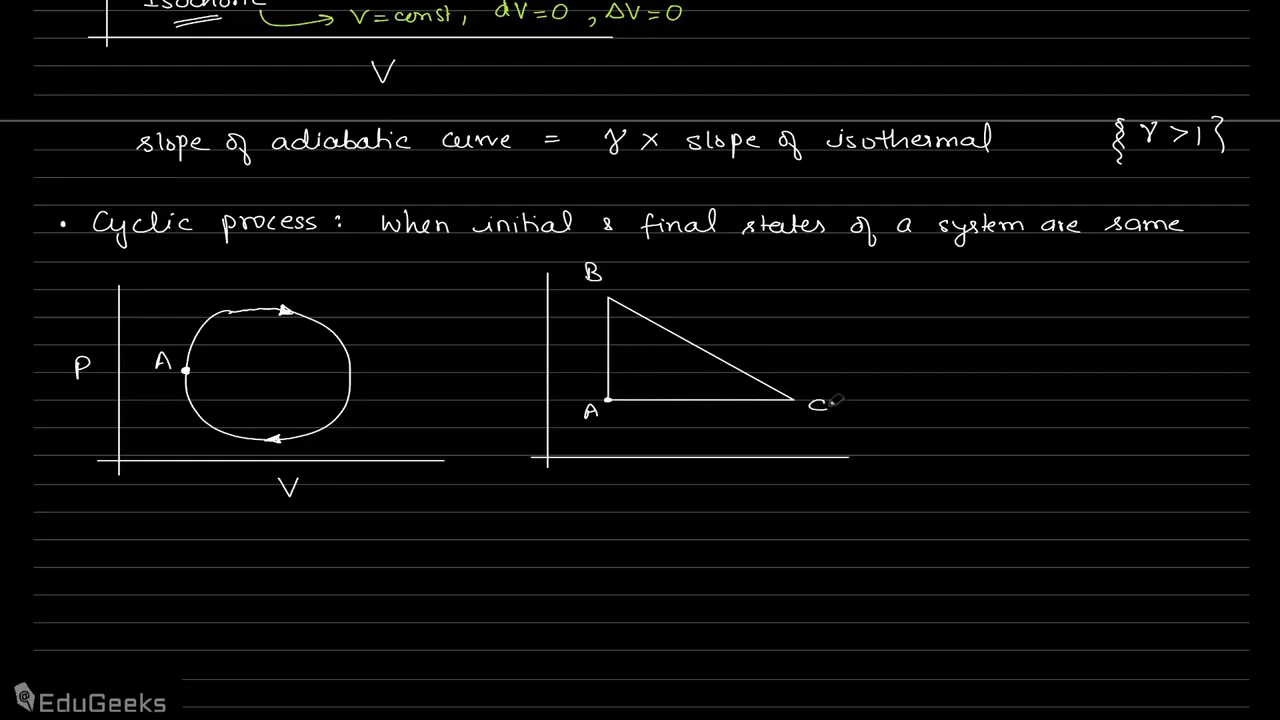 Isochoric
V = const, dV = 0, ΔV = 0
V
slope of adiabatic curve = γ × slope of isothermal {γ > 1}
• Cyclic process: When initial & final states of a system are same
B
P A
A C
V
EduGeeks